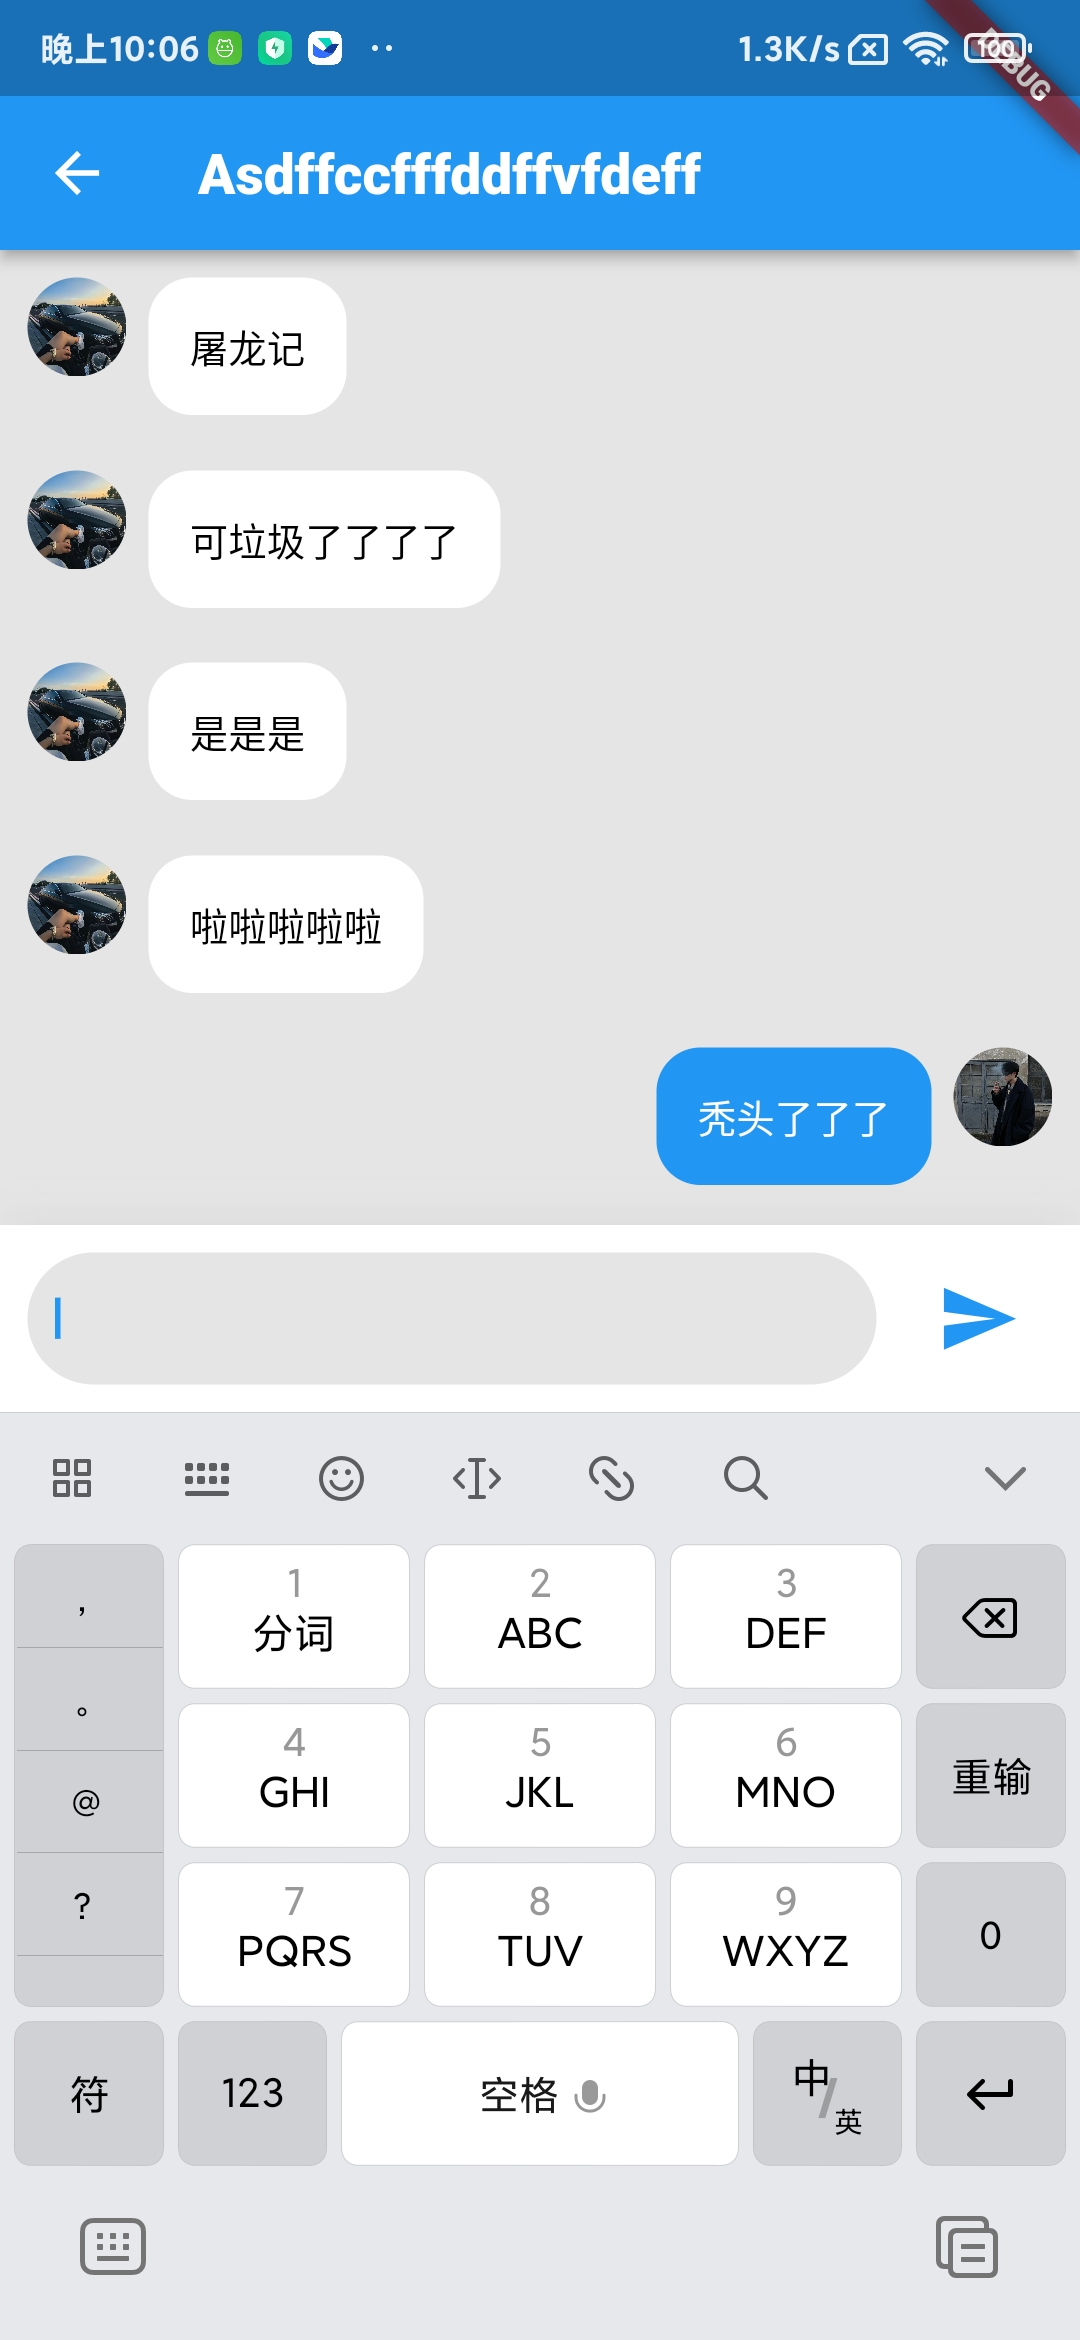 晚上10:06
1.3K/s
100
DEBUG
Asdffccfffddffvfdeff
屠龙记
可垃圾了了了了
是是是
啦啦啦啦啦
秃头了了了
,
1
分词
2
ABC
3
DEF
。
@
4
GHI
5
JKL
6
MNO
重输
?
7
PQRS
8
TUV
9
WXYZ
0
符
123
空格
中/英